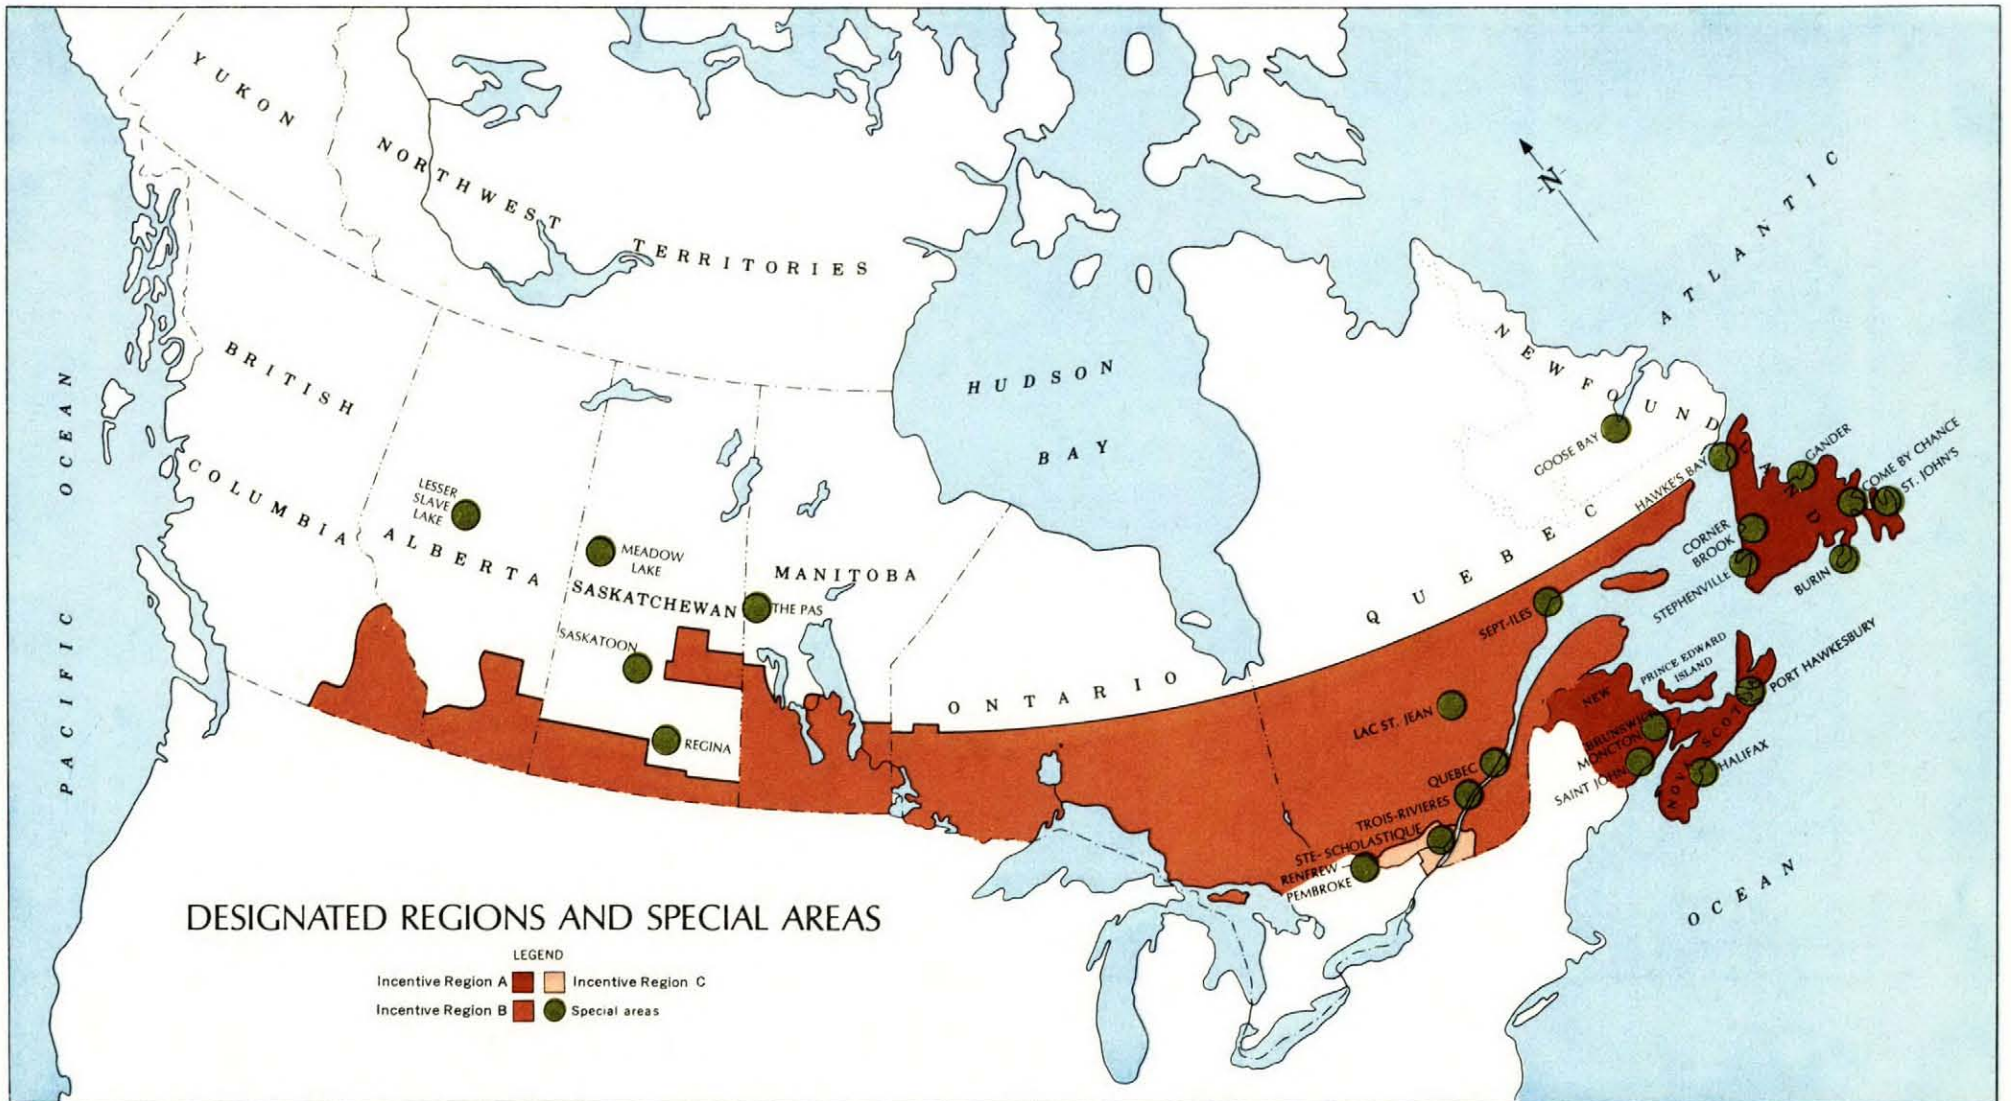 YUKON
NORTHWEST
TERRITORIES
ATLANTIC
-N-
BRITISH
COLUMBIA
PACIFIC
OCEAN
HUDSON
BAY
NEWFOUNDLAND
GOOSE BAY
HAWKE'S BAY
GANDER
COME BY CHANCE
ST. JOHN'S
CORNER
BROOK
STEPHENVILLE
BURIN
LESSER
SLAVE
LAKE
ALBERTA
MEADOW
LAKE
SASKATCHEWAN
MANITOBA
THE PAS
SASKATOON
REGINA
ONTARIO
QUEBEC
SEPT-ILES
LAC ST. JEAN
QUEBEC
TROIS-RIVIERES
STE-SCHOLASTIQUE
RENFREW
PEMBROKE
PRINCE EDWARD
ISLAND
PORT HAWKESBURY
NEW
BRUNSWICK
MONCTON
SAINT JOHN
NOVA SCOTIA
HALIFAX
OCEAN
DESIGNATED REGIONS AND SPECIAL AREAS
LEGEND
Incentive Region A
Incentive Region C
Incentive Region B
Special areas